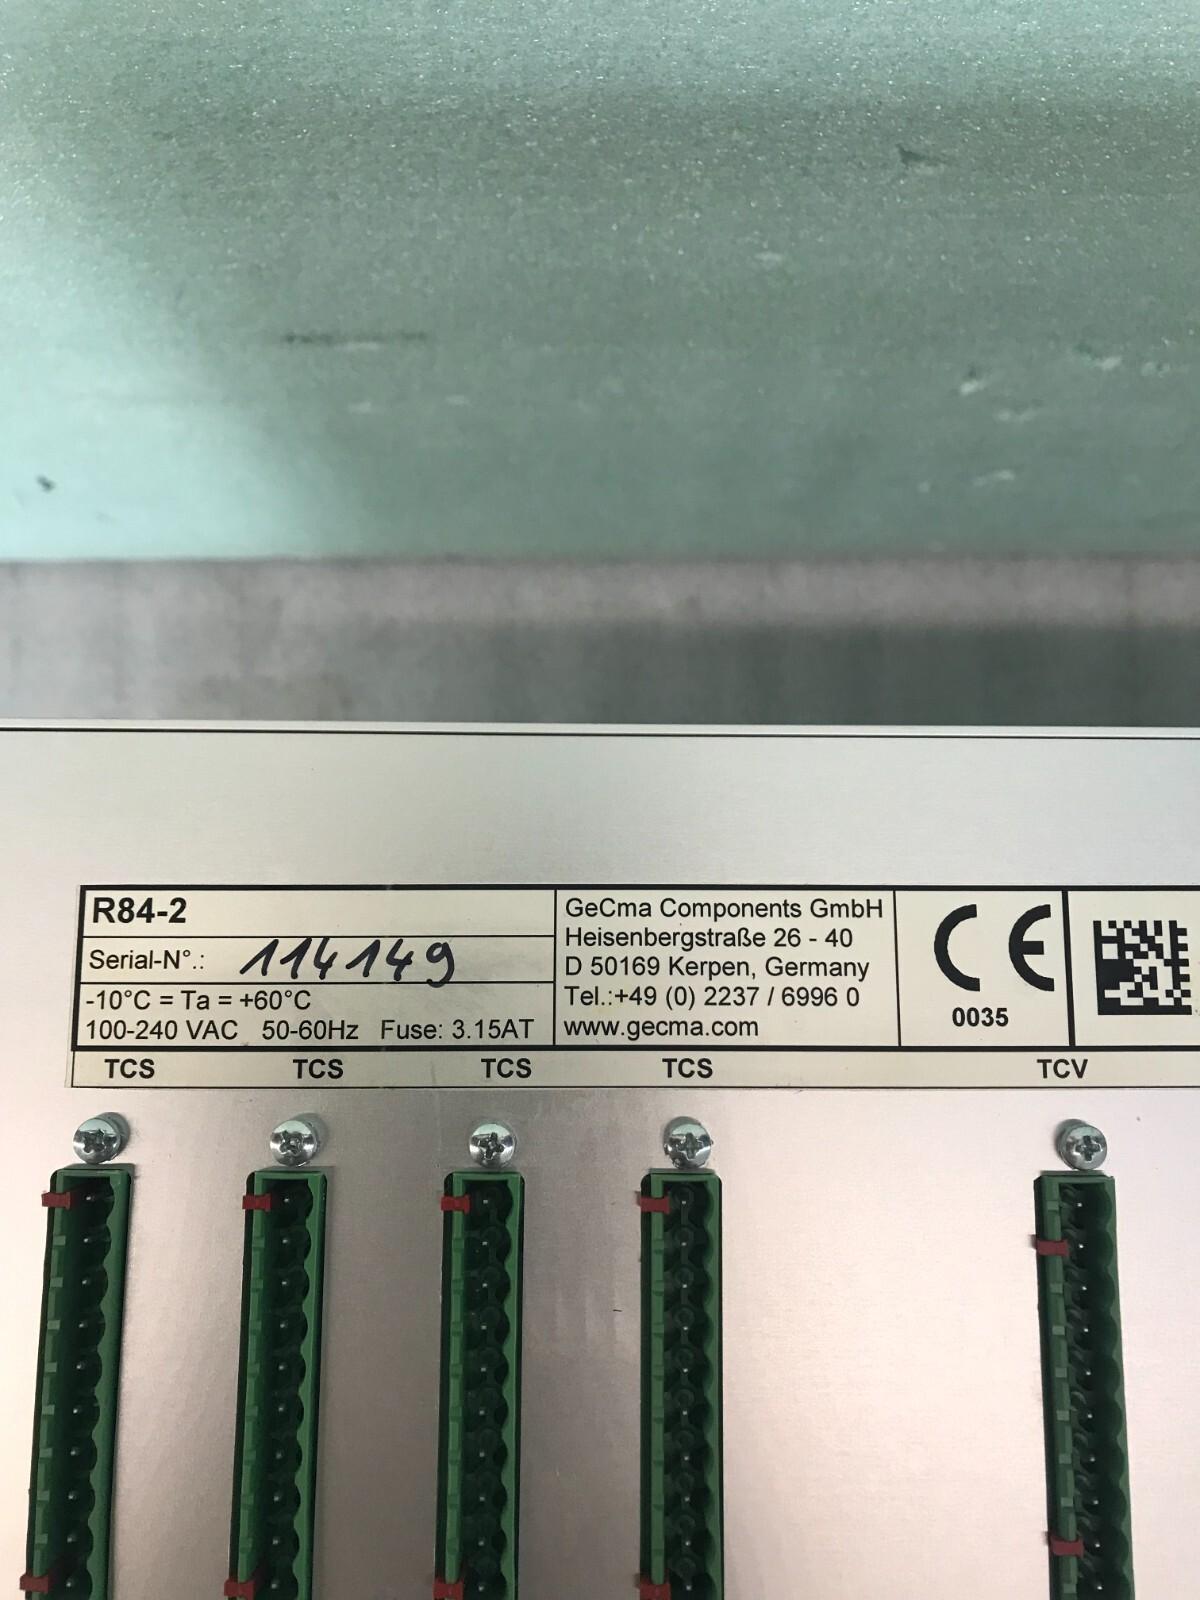 R84-2
Serial-N°.: 114149
-10°C = Ta = +60°C
100-240 VAC 50-60Hz Fuse: 3.15AT
GeCma Components GmbH
Heisenbergstraße 26 - 40
D 50169 Kerpen, Germany
Tel.:+49 (0) 2237 / 6996 0
www.gecma.com
CE
0035
TCS TCS TCS TCS TCV